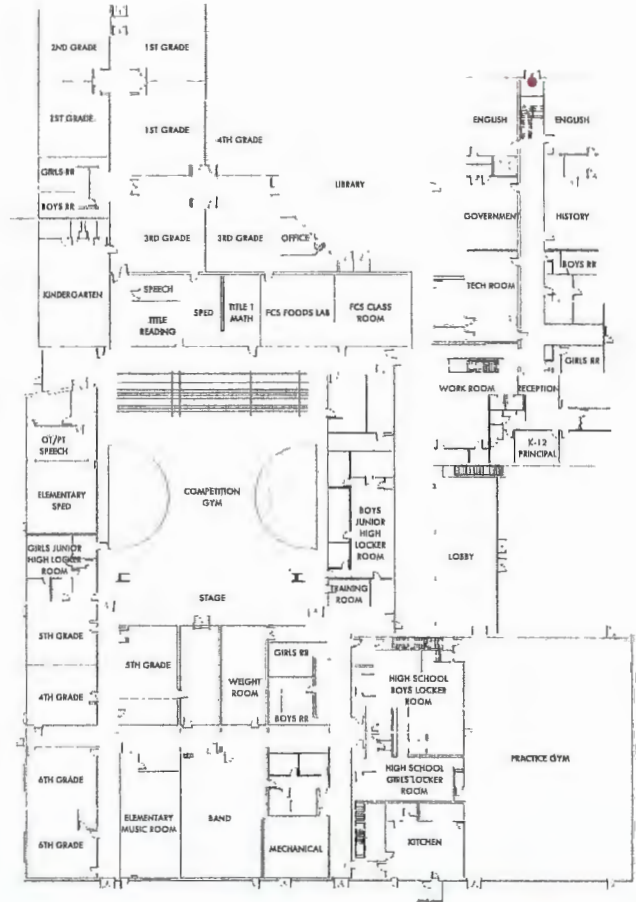 2ND GRADE
1ST GRADE
1ST GRADE
1ST GRADE
4TH GRADE
GIRLS RR
BOYS RR
3RD GRADE
3RD GRADE
OFFICE
LIBRARY
ENGLISH
ENGLISH
GOVERNMENT
HISTORY
BOYS RR
TECH ROOM
GIRLS RR
KINDERGARTEN
SPEECH
TITLE
READING
SPED
TITLE 1
MATH
FCS FOODS LAB
FCS CLASS
ROOM
WORK ROOM
RECEPTION
K-12
PRINCIPAL
OT/PT
SPEECH
ELEMENTARY
SPED
COMPETITION
GYM
BOYS
JUNIOR
HIGH
LOCKER
ROOM
LOBBY
GIRLS JUNIOR
HIGH LOCKER
ROOM
STAGE
TRAINING
ROOM
5TH GRADE
5TH GRADE
4TH GRADE
WEIGHT
ROOM
GIRLS RR
BOYS RR
HIGH SCHOOL
BOYS LOCKER
ROOM
PRACTICE GYM
HIGH SCHOOL
GIRLS LOCKER
ROOM
6TH GRADE
6TH GRADE
ELEMENTARY
MUSIC ROOM
BAND
MECHANICAL
KITCHEN